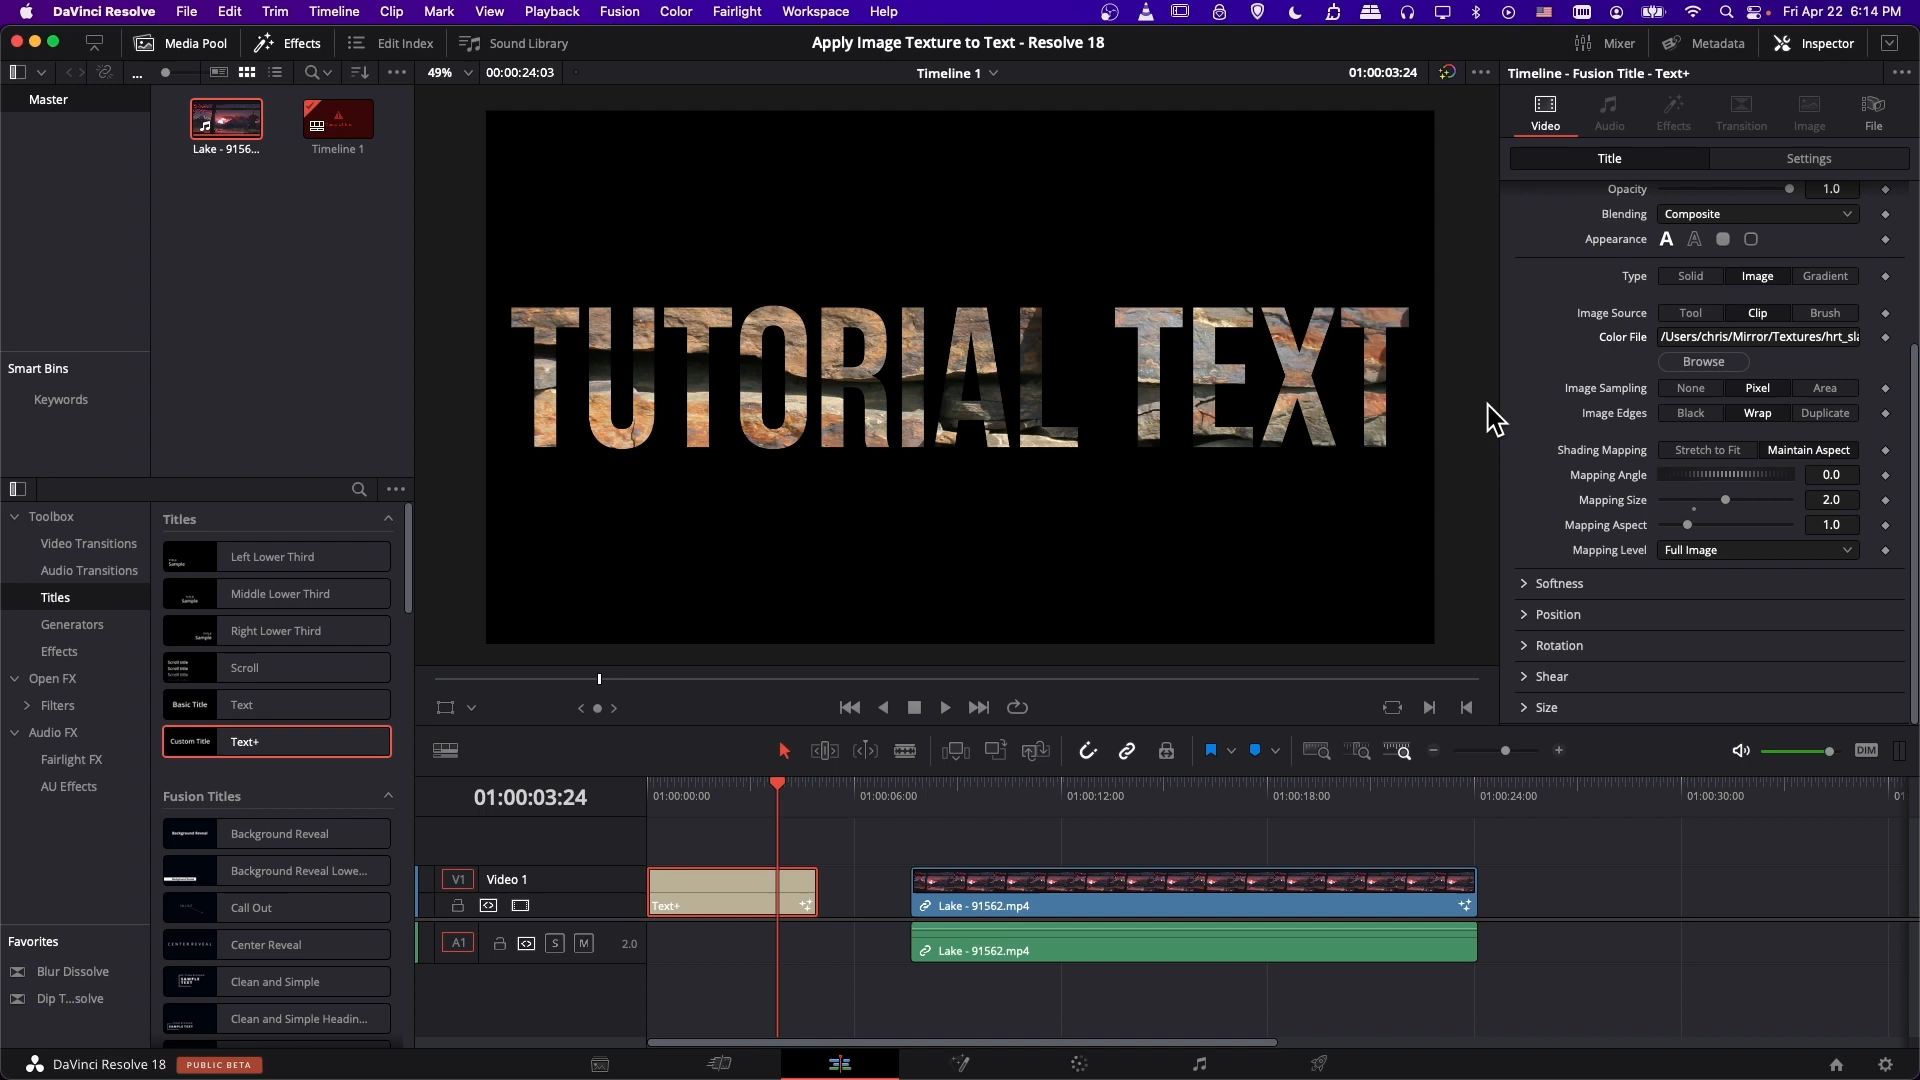 DaVinci Resolve File Edit Trim Timeline Clip Mark View Playback Fusion Color Fairlight Workspace Help Fri Apr 22 6:14 PM
Media Pool Effects Edit Index Sound Library Apply Image Texture to Text - Resolve 18 Mixer Metadata Inspector
... 49% 00:00:24:03 Timeline 1 01:00:03:24 Timeline - Fusion Title - Text+
Master
Lake - 9156... Timeline 1
Video Audio Effects Transition Image File
Title Settings
Opacity 1.0
Blending Composite
Appearance A A
Type Solid Image Gradient
Image Source Tool Clip Brush
Color File /Users/chris/Mirror/Textures/hrt_sla
Browse
Image Sampling None Pixel Area
Image Edges Black Wrap Duplicate
Shading Mapping Stretch to Fit Maintain Aspect
Mapping Angle 0.0
Mapping Size 2.0
Mapping Aspect 1.0
Mapping Level Full Image
Softness
Position
Rotation
Shear
Size
TUTORIAL TEXT
Smart Bins
Keywords
Toolbox
Video Transitions
Audio Transitions
Titles
Generators
Effects
Open FX
Filters
Audio FX
Fairlight FX
AU Effects
Favorites
Blur Dissolve
Dip T...solve
Titles
Left Lower Third
Middle Lower Third
Right Lower Third
Scroll
Basic Title Text
Custom Title Text+
Fusion Titles
Background Reveal
Background Reveal Lowe...
Call Out
CENTER REVEAL Center Reveal
Clean and Simple
Clean and Simple Headin...
DIM
01:00:03:24 01:00:00:00 01:00:06:00 01:00:12:00 01:00:18:00 01:00:24:00 01:00:30:00 01
V1 Video 1
Text+ Lake - 91562.mp4
A1 S M 2.0
Lake - 91562.mp4
DaVinci Resolve 18 PUBLIC BETA